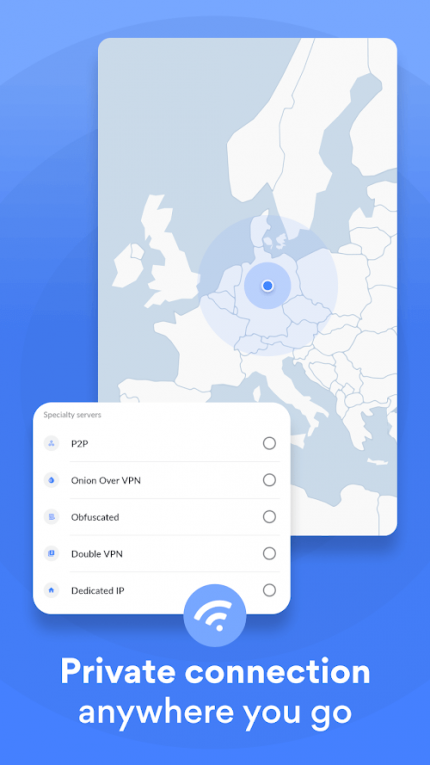 Specialty servers
P2P
Onion Over VPN
Obfuscated
Double VPN
Dedicated IP
Private connection
anywhere you go